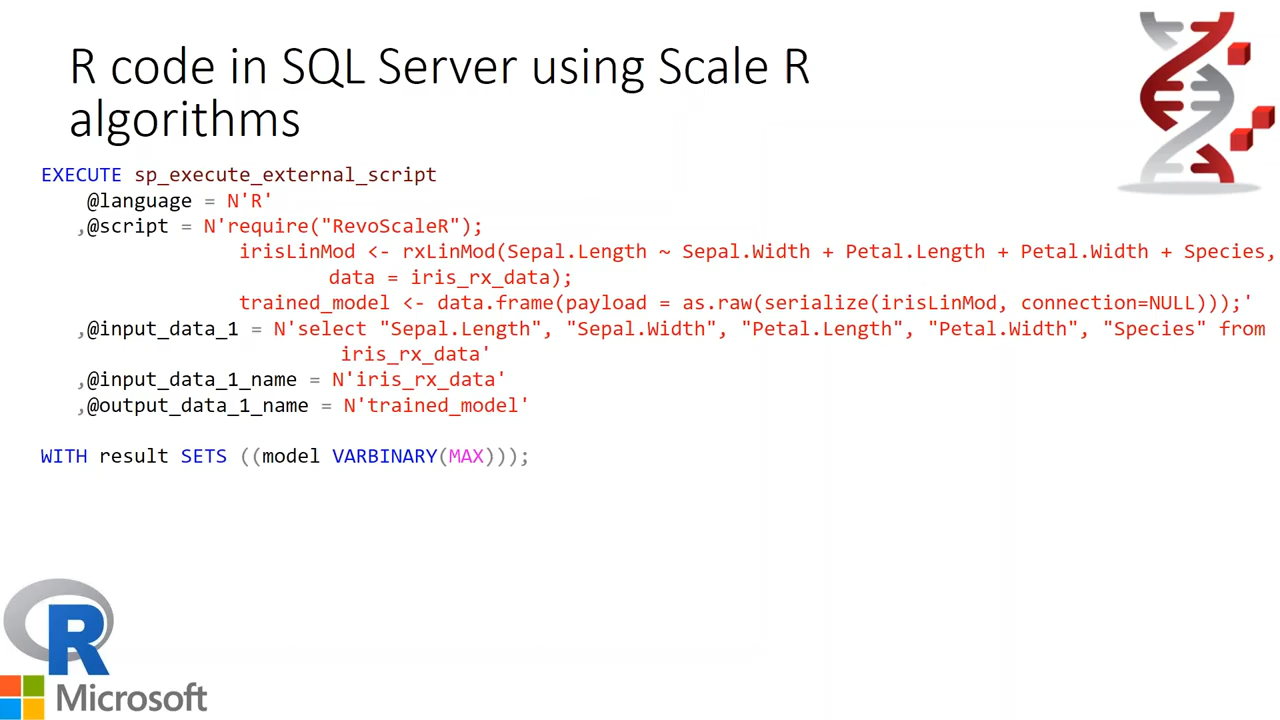 R code in SQL Server using Scale R
algorithms
EXECUTE sp_execute_external_script
@language = N'R'
,@script = N'require("RevoScaleR");
irisLinMod <- rxLinMod(Sepal.Length ~ Sepal.Width + Petal.Length + Petal.Width + Species,
data = iris_rx_data);
trained_model <- data.frame(payload = as.raw(serialize(irisLinMod, connection=NULL)));'
,@input_data_1 = N'select "Sepal.Length", "Sepal.Width", "Petal.Length", "Petal.Width", "Species" from
iris_rx_data'
,@input_data_1_name = N'iris_rx_data'
,@output_data_1_name = N'trained_model'
WITH result SETS ((model VARBINARY(MAX)));
R
Microsoft